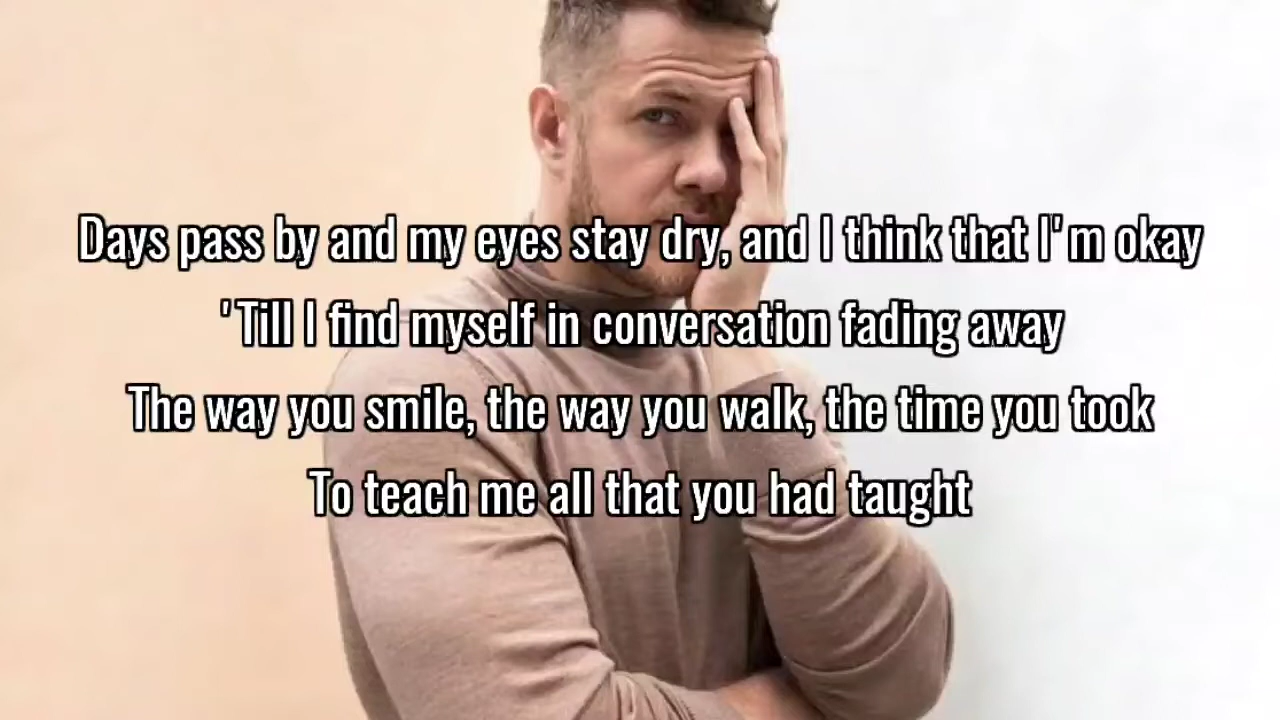 Days pass by and my eyes stay dry, and I think that I'm okay
'Till I find myself in conversation fading away
The way you smile, the way you walk, the time you took
To teach me all that you had taught